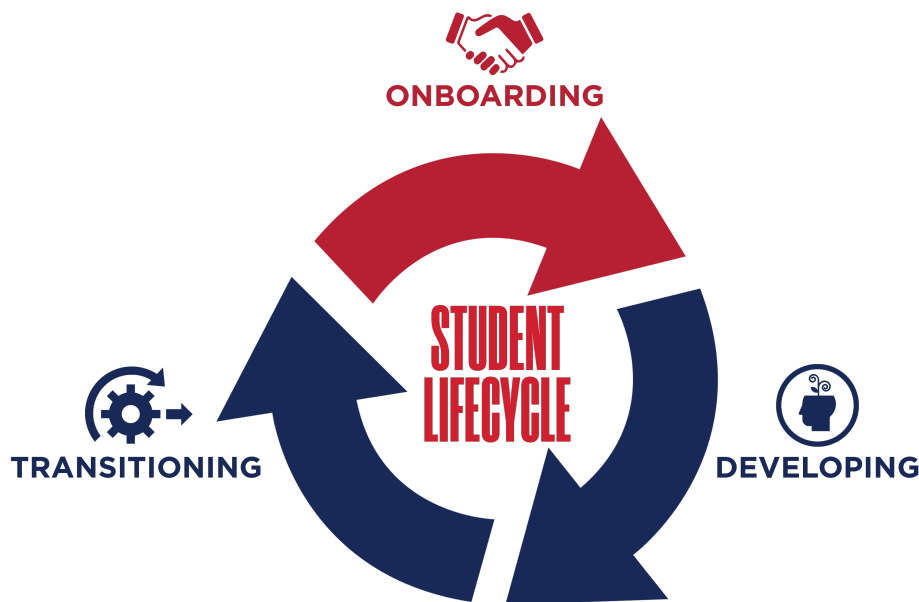 ONBOARDING
STUDENT
LIFECYCLE
TRANSITIONING
DEVELOPING